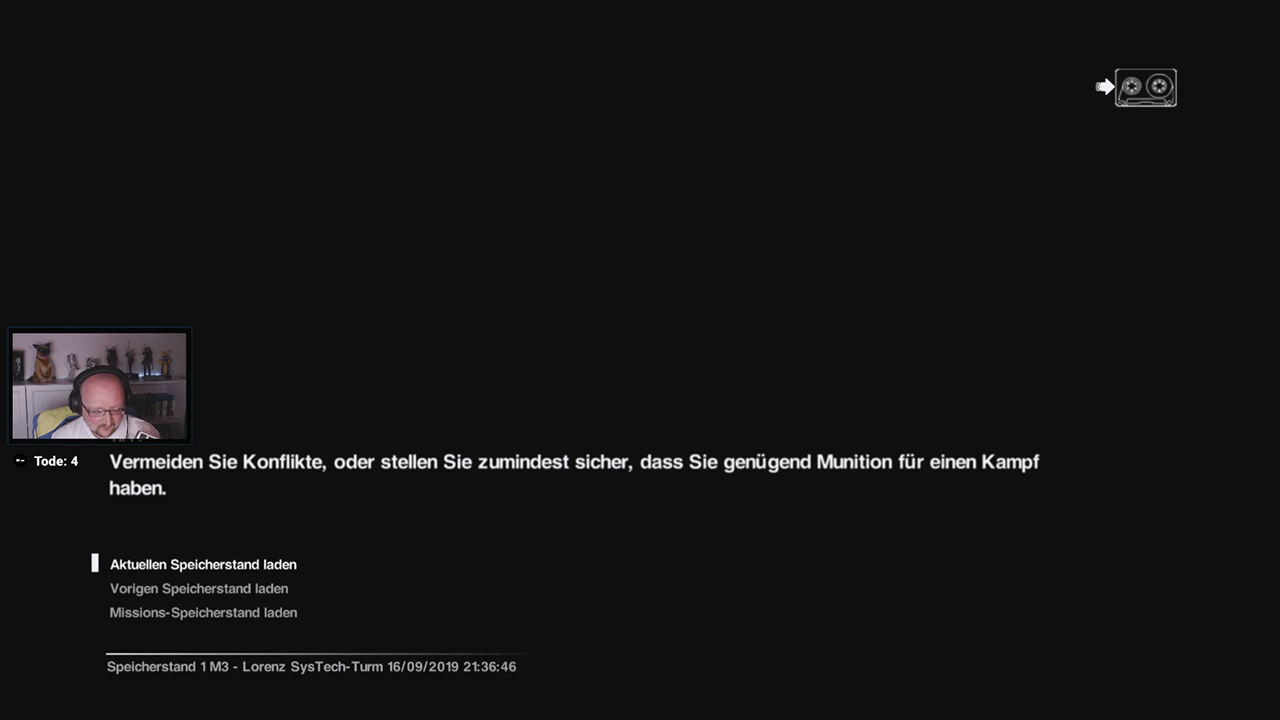 Tode: 4
Vermeiden Sie Konflikte, oder stellen Sie zumindest sicher, dass Sie genügend Munition für einen Kampf
haben.
Aktuellen Speicherstand laden
Vorigen Speicherstand laden
Missions-Speicherstand laden
Speicherstand 1 M3 - Lorenz SysTech-Turm 16/09/2019 21:36:46